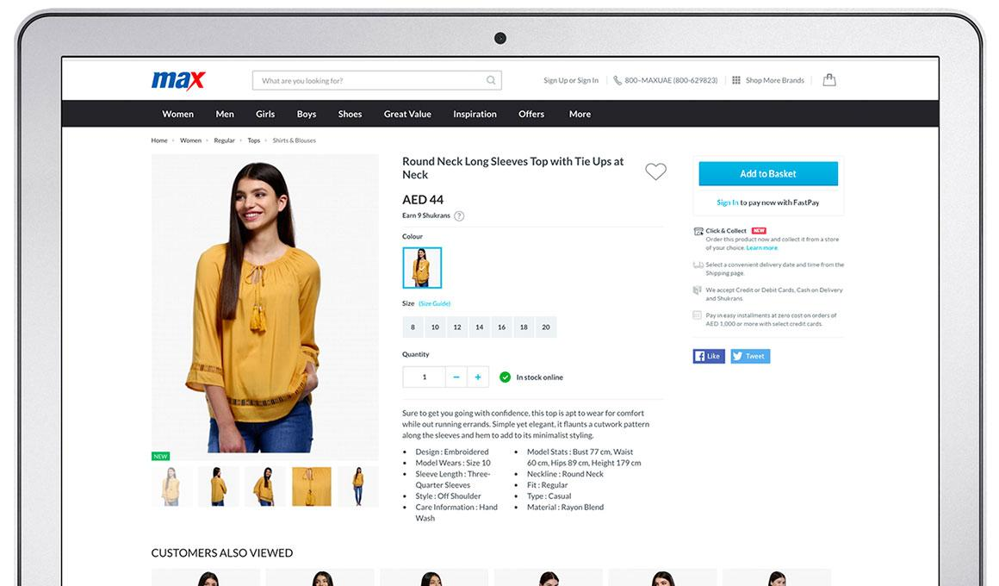 max
What are you looking for?
Sign Up or Sign In
800-MAXUAE (800-629823)
Shop More Brands
Women Men Girls Boys Shoes Great Value Inspiration Offers More
Home Women Regular Tops Shirts & Blouses
Round Neck Long Sleeves Top with Tie Ups at
Neck
AED 44
Earn 9 Shukrans ?
Colour
Size (Size Guide)
8 10 12 14 16 18 20
Quantity
1 − +
In stock online
Sure to get you going with confidence, this top is apt to wear for comfort
while out running errands. Simple yet elegant, it flaunts a cutwork pattern
along the sleeves and hem to add to its minimalist styling.
• Design : Embroidered
• Model Wears : Size 10
• Sleeve Length : Three-
Quarter Sleeves
• Style : Off Shoulder
• Care Information : Hand
Wash
• Model Stats : Bust 77 cm, Waist
60 cm, Hips 89 cm, Height 179 cm
• Neckline : Round Neck
• Fit : Regular
• Type : Casual
• Material : Rayon Blend
Add to Basket
Sign In to pay now with FastPay
Click & Collect NEW
Order this product now and collect it from a store
of your choice. Learn more.
Select a convenient delivery date and time from the
Shipping page.
We accept Credit or Debit Cards, Cash on Delivery
and Shukrans.
Pay in easy installments at zero cost on orders of
AED 1,000 or more with select credit cards.
Like
Tweet
NEW
CUSTOMERS ALSO VIEWED